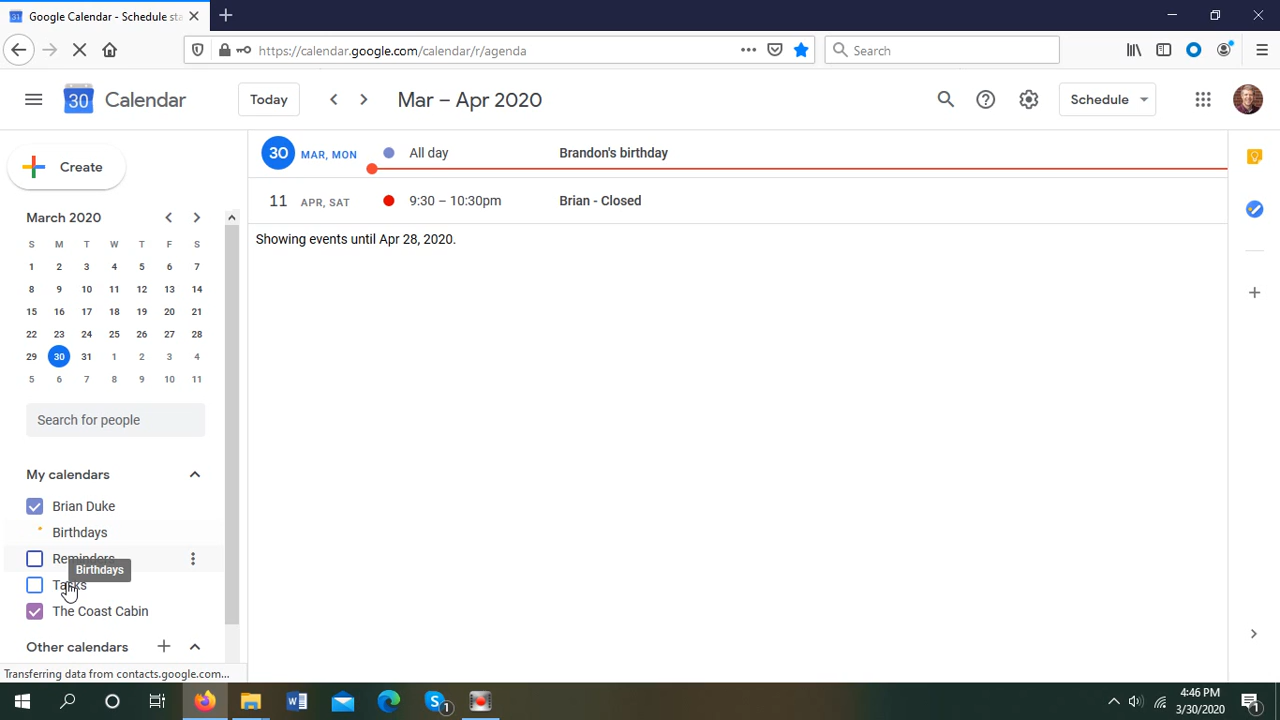 30 Google Calendar - Schedule sta
https://calendar.google.com/calendar/r/agenda
Search
30 Calendar
Today
Mar – Apr 2020
Schedule
Create
30 MAR, MON All day Brandon's birthday
11 APR, SAT 9:30 – 10:30pm Brian - Closed
Showing events until Apr 28, 2020.
March 2020
S M T W T F S
1 2 3 4 5 6 7
8 9 10 11 12 13 14
15 16 17 18 19 20 21
22 23 24 25 26 27 28
29 30 31 1 2 3 4
5 6 7 8 9 10 11
Search for people
My calendars
Brian Duke
Birthdays
Reminders
Birthdays
Tasks
The Coast Cabin
Other calendars
Transferring data from contacts.google.com...
S 1
4:46 PM
3/30/2020
1